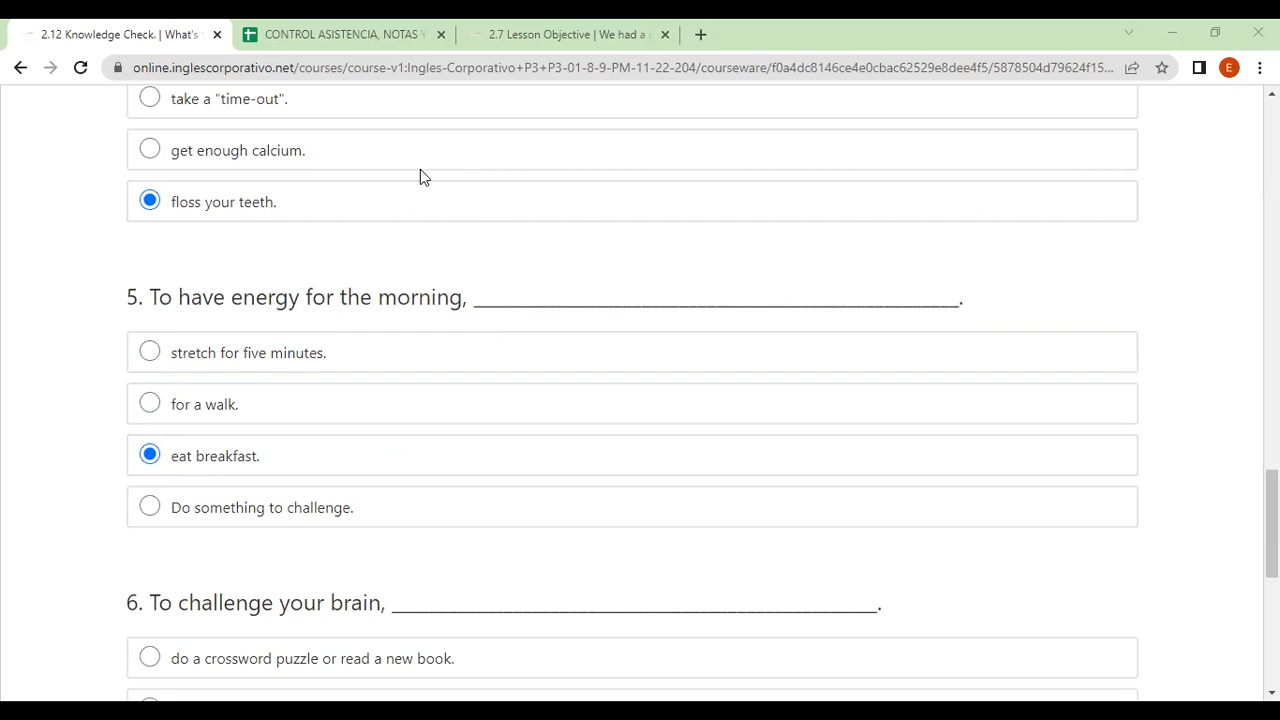 2.12 Knowledge Check. | What's
CONTROL ASISTENCIA, NOTAS Y
2.7 Lesson Objective | We had a
online.inglescorporativo.net/courses/course-v1:Ingles-Corporativo+P3+P3-01-8-9-PM-11-22-204/courseware/f0a4dc8146ce4e0cbac62529e8dee4f5/5878504d79624f15...
E
take a "time-out".
get enough calcium.
floss your teeth.
5. To have energy for the morning, ______________________________________________.
stretch for five minutes.
for a walk.
eat breakfast.
Do something to challenge.
6. To challenge your brain, ______________________________________________.
do a crossword puzzle or read a new book.